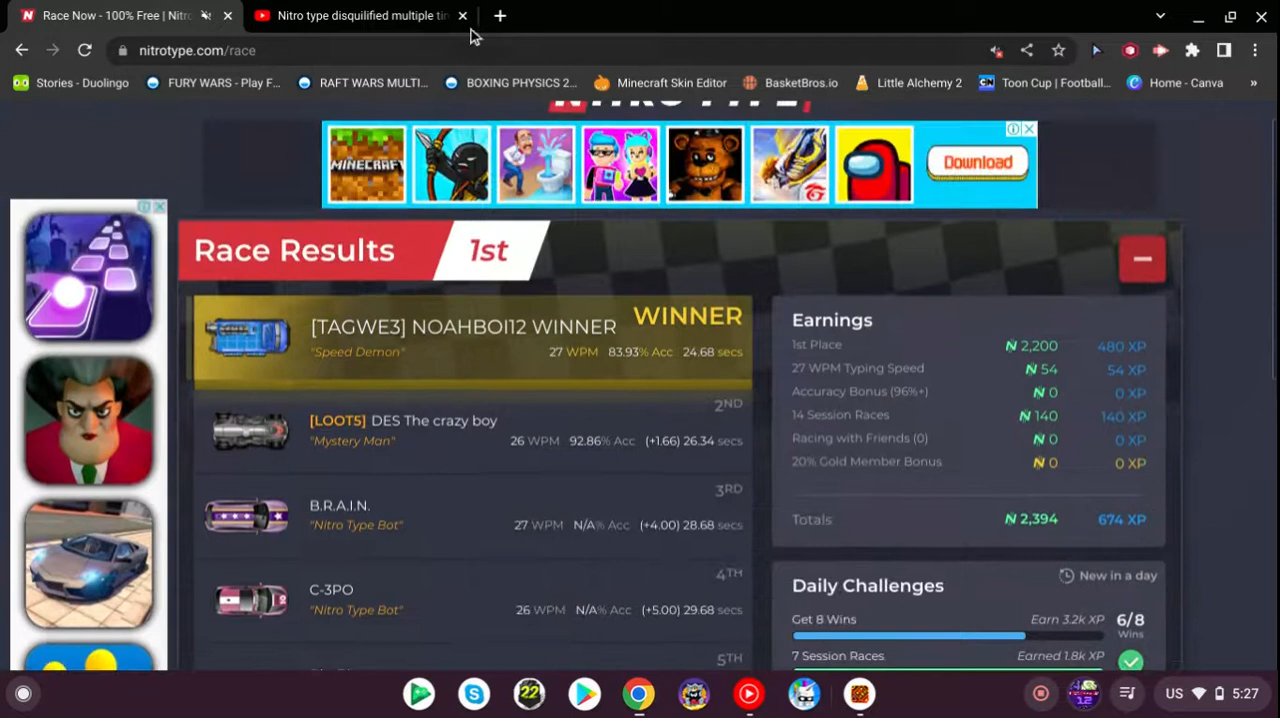 Race Now - 100% Free | Nitro
Nitro type disquilified multiple tin
nitrotype.com/race
Stories - Duolingo
FURY WARS - Play F...
RAFT WARS MULTI...
BOXING PHYSICS 2...
Minecraft Skin Editor
BasketBros.io
Little Alchemy 2
Toon Cup | Football...
Home - Canva
»
NITRO TYPE
MINECRAFT
Download
Race Results 1st
[TAGWE3] NOAHBOI12 WINNER WINNER
"Speed Demon" 27 WPM 83.93% Acc 24.68 secs
2ND
[LOOT5] DES The crazy boy
"Mystery Man" 26 WPM 92.86% Acc (+1.66) 26.34 secs
3RD
B.R.A.I.N.
"Nitro Type Bot" 27 WPM N/A% Acc (+4.00) 28.68 secs
4TH
C-3PO
"Nitro Type Bot" 26 WPM N/A% Acc (+5.00) 29.68 secs
5TH
Earnings
1st Place 2,200 480 XP
27 WPM Typing Speed 54 54 XP
Accuracy Bonus (96%+) 0 0 XP
14 Session Races 140 140 XP
Racing with Friends (0) 0 0 XP
20% Gold Member Bonus 0 0 XP
Totals 2,394 674 XP
Daily Challenges New in a day
Get 8 Wins Earn 3.2k XP 6/8
Wins
7 Session Races Earned 1.8k XP
22
12
US 5:27